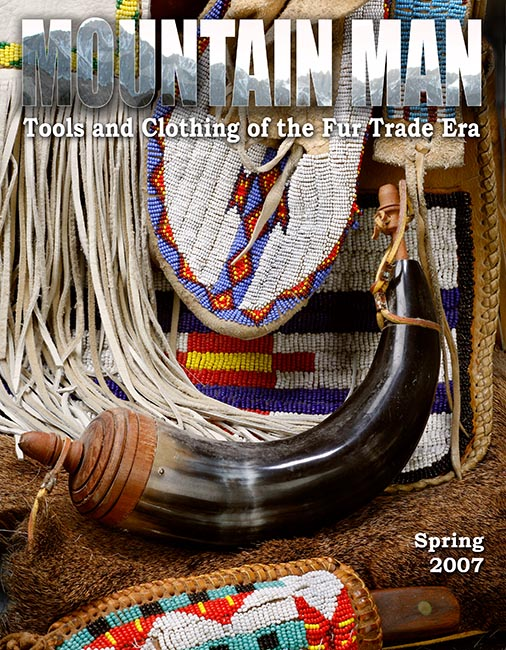 MOUNTAIN MAN
Tools and Clothing of the Fur Trade Era
Spring
2007